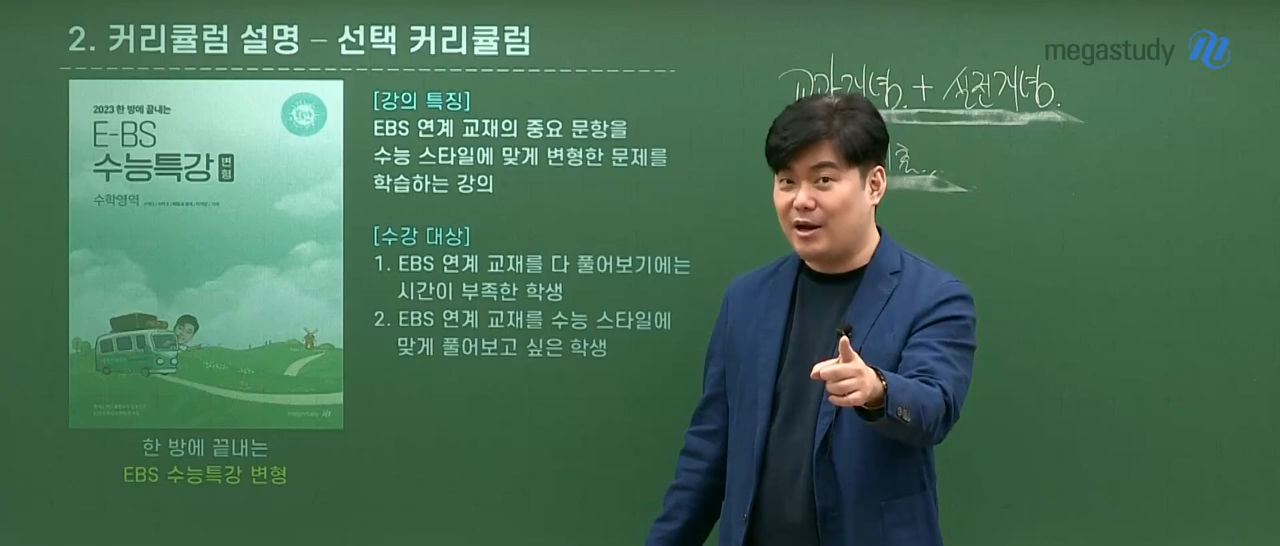 2. 커리큘럼 설명 – 선택 커리큘럼
megastudy
2023 한 방에 끝내는
E-BS
수능특강 변형
수학영역
megastudy
한 방에 끝내는
EBS 수능특강 변형
[강의 특징]
EBS 연계 교재의 중요 문항을
수능 스타일에 맞게 변형한 문제를
학습하는 강의
[수강 대상]
1. EBS 연계 교재를 다 풀어보기에는
시간이 부족한 학생
2. EBS 연계 교재를 수능 스타일에
맞게 풀어보고 싶은 학생
교과개념 + 실전개념.